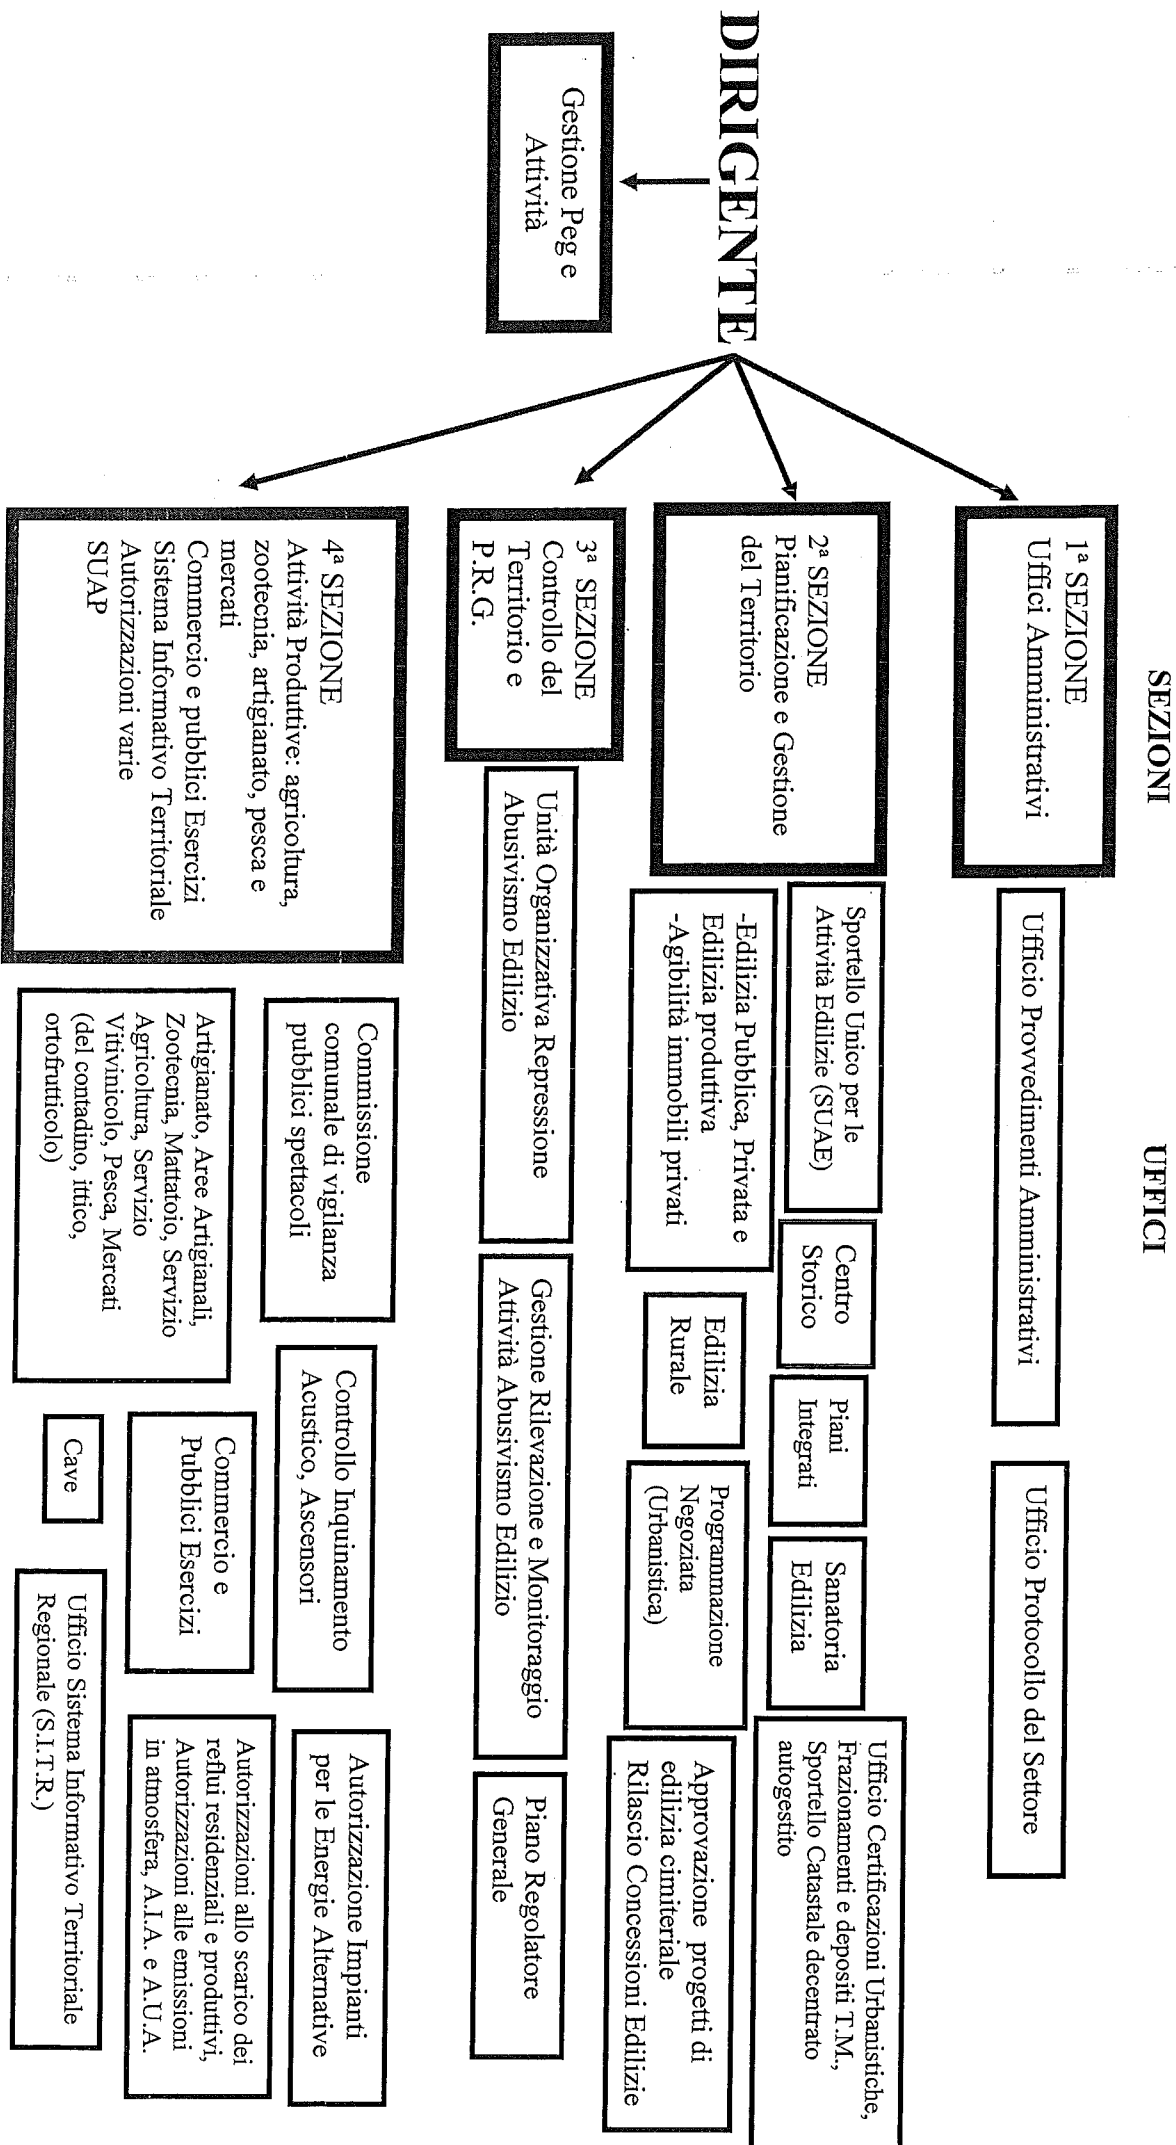 SEZIONI
UFFICI
DIRIGENTE
Gestione Peg e
Attività
1ª SEZIONE
Uffici Amministrativi
Ufficio Provvedimenti Amministrativi
Ufficio Protocollo del Settore
2ª SEZIONE
Pianificazione e Gestione
del Territorio
Sportello Unico per le
Attività Edilizie (SUAE)
Centro
Storico
Piani
Integrati
Sanatoria
Edilizia
Ufficio Certificazioni Urbanistiche,
Frazionamenti e depositi T.M.,
Sportello Catastale decentrato
autogestito
-Edilizia Pubblica, Privata e
Edilizia produttiva
-Agibilità immobili privati
Edilizia
Rurale
Programmazione
Negoziata
(Urbanistica)
Approvazione progetti di
edilizia cimiteriale
Rilascio Concessioni Edilizie
3ª SEZIONE
Controllo del
Territorio e
P.R.G.
Unità Organizzativa Repressione
Abusivismo Edilizio
Gestione Rilevazione e Monitoraggio
Attività Abusivismo Edilizio
Piano Regolatore
Generale
4ª SEZIONE
Attività Produttive: agricoltura,
zootecnia, artigianato, pesca e
mercati
Commercio e pubblici Esercizi
Sistema Informativo Territoriale
Autorizzazioni varie
SUAP
Commissione
comunale di vigilanza
pubblici spettacoli
Controllo Inquinamento
Acustico, Ascensori
Autorizzazione Impianti
per le Energie Alternative
Artigianato, Aree Artigianali,
Zootecnia, Mattatoio, Servizio
Agricoltura, Servizio
Vitivinicolo, Pesca, Mercati
(del contadino, ittico,
ortofrutticolo)
Commercio e
Pubblici Esercizi
Autorizzazioni allo scarico dei
reflui residenziali e produttivi,
Autorizzazioni alle emissioni
in atmosfera, A.I.A. e A.U.A.
Cave
Ufficio Sistema Informativo Territoriale
Regionale (S.I.T.R.)